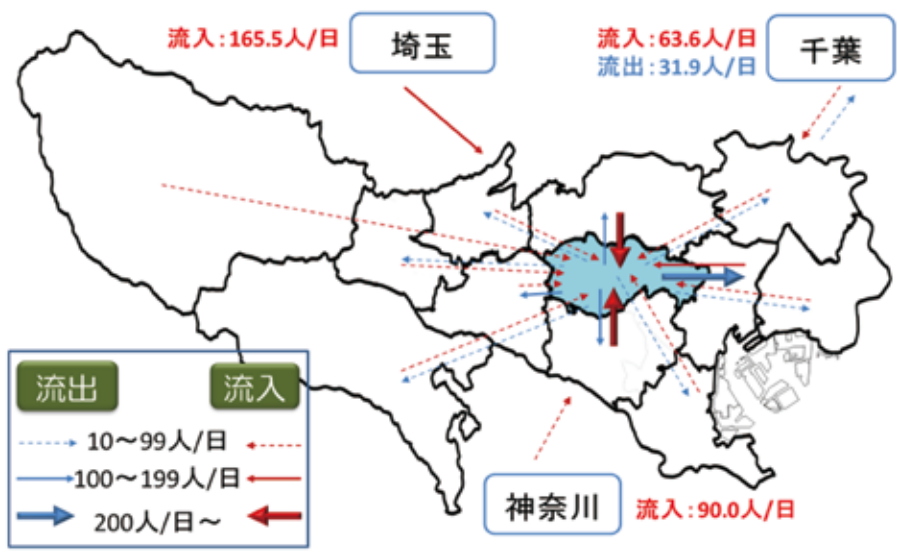 流入:165.5人/日
埼玉
流入:63.6人/日
流出:31.9人/日
千葉
流出
流入
10〜99人/日
100〜199人/日
200人/日〜
神奈川
流入:90.0人/日